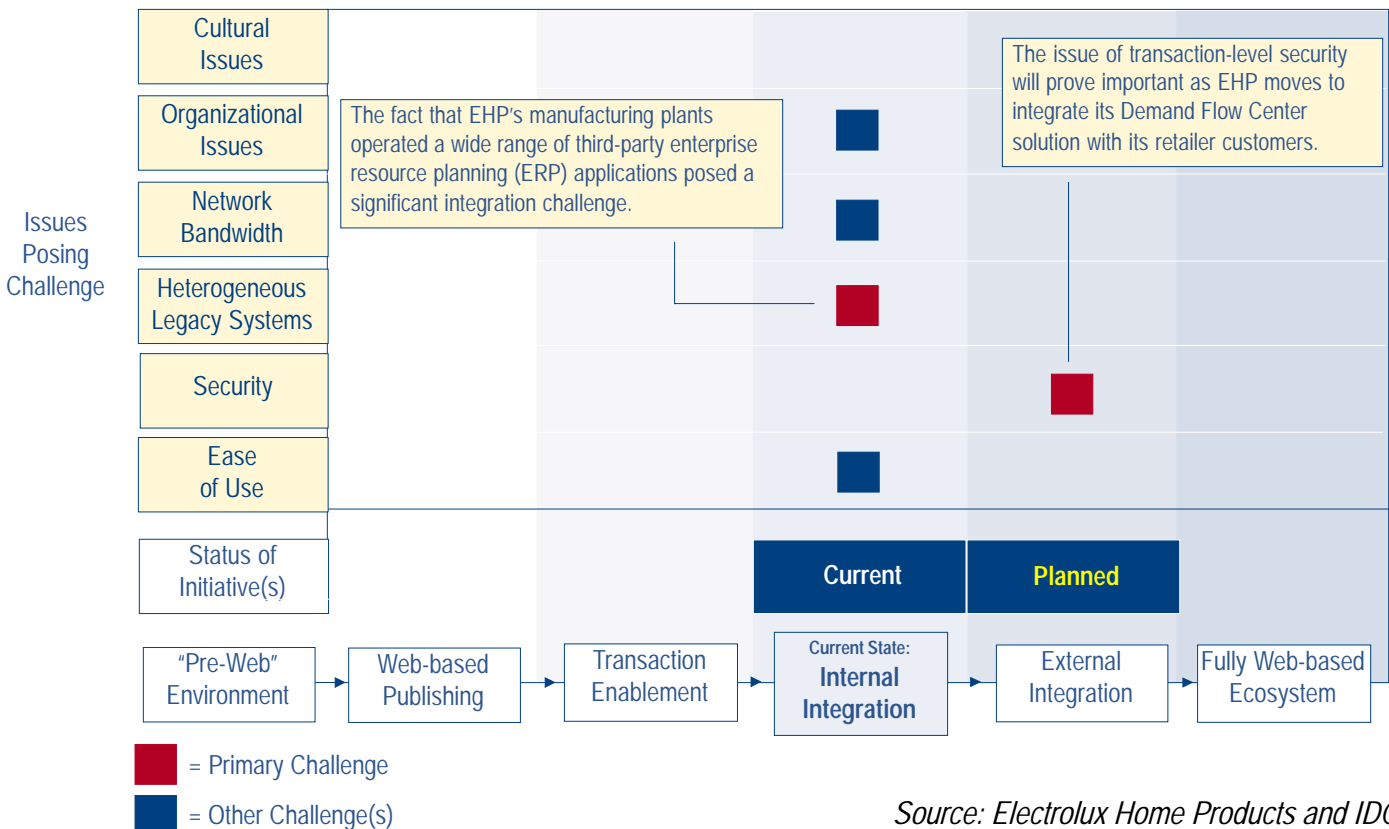 Cultural
Issues
The issue of transaction-level security
will prove important as EHP moves to
integrate its Demand Flow Center
solution with its retailer customers.
Organizational
Issues
The fact that EHP's manufacturing plants
operated a wide range of third-party enterprise
resource planning (ERP) applications posed a
significant integration challenge.
Network
Bandwidth
Issues
Posing
Challenge
Heterogeneous
Legacy Systems
Security
Ease
of Use
Status of
Initiative(s)
Current
Planned
"Pre-Web"
Environment
Web-based
Publishing
Transaction
Enablement
Current State:
Internal
Integration
External
Integration
Fully Web-based
Ecosystem
= Primary Challenge
= Other Challenge(s)
Source: Electrolux Home Products and IDC